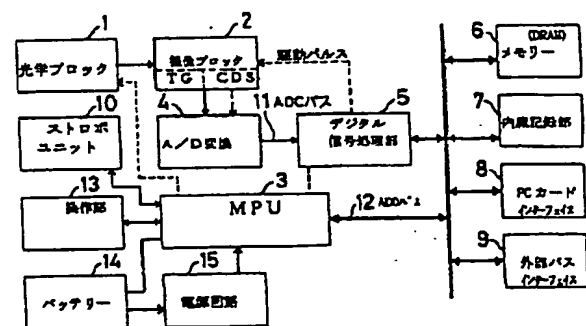 1
光学ブロック
2
撮像ブロック
TG CDS
駆動パルス
10
ストロボ
ユニット
4
A/D変換
11 ADCバス
5
デジタル
信号処理部
6
(DRAM)
メモリー
7
内蔵記録部
8
PCカード
インターフェイス
9
外部バス
インターフェイス
13
操作部
3
MPU
12 ADDバス
14
バッテリー
15
電源回路